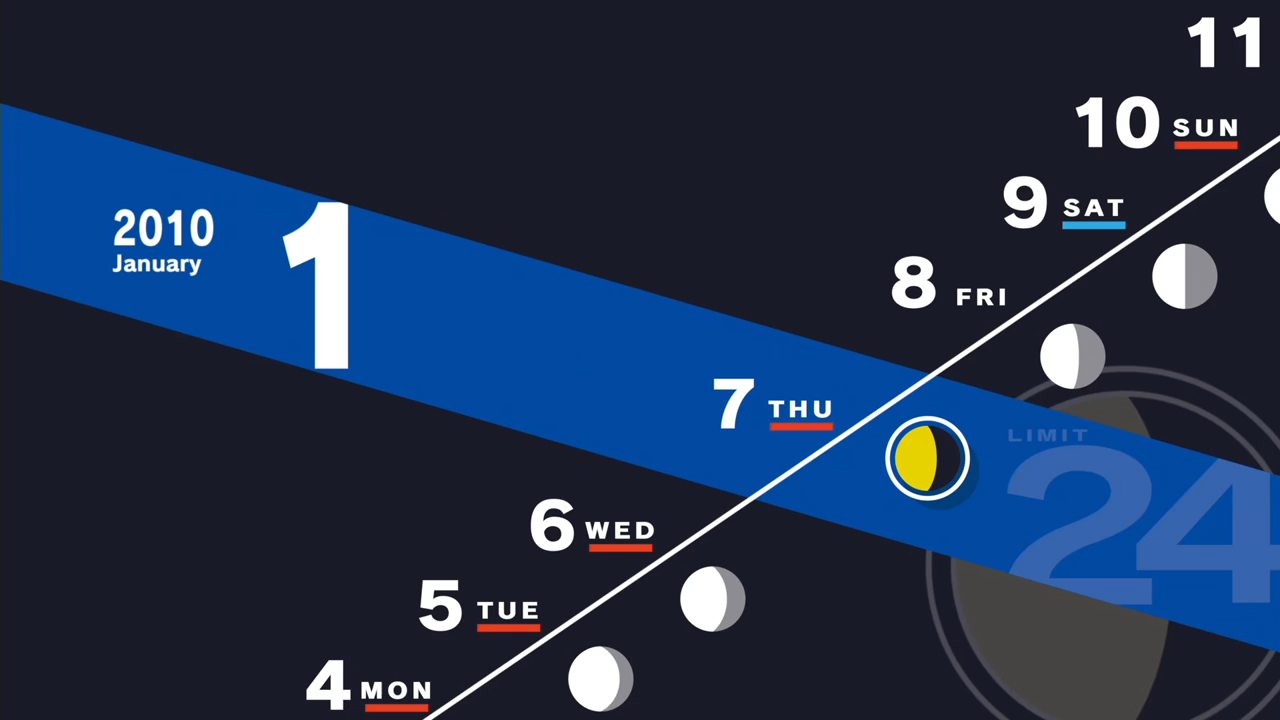 11
10 SUN
9 SAT
2010
January
1
8 FRI
7 THU
LIMIT
24
6 WED
5 TUE
4 MON